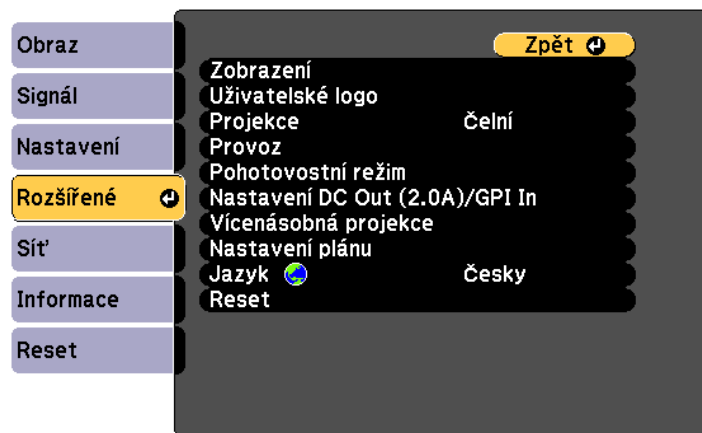 Obraz
Signál
Nastavení
Rozšířené
Síť
Informace
Reset
Zpět
Zobrazení
Uživatelské logo
Projekce Čelní
Provoz
Pohotovostní režim
Nastavení DC Out (2.0A)/GPI In
Vícenásobná projekce
Nastavení plánu
Jazyk Česky
Reset